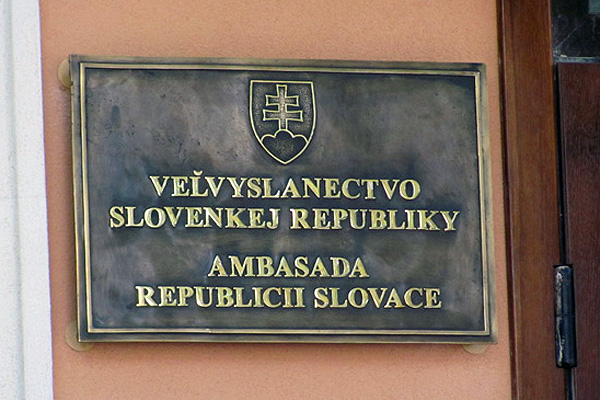 VEĽVYSLANECTVO
SLOVENKEJ REPUBLIKY
AMBASADA
REPUBLICII SLOVACE